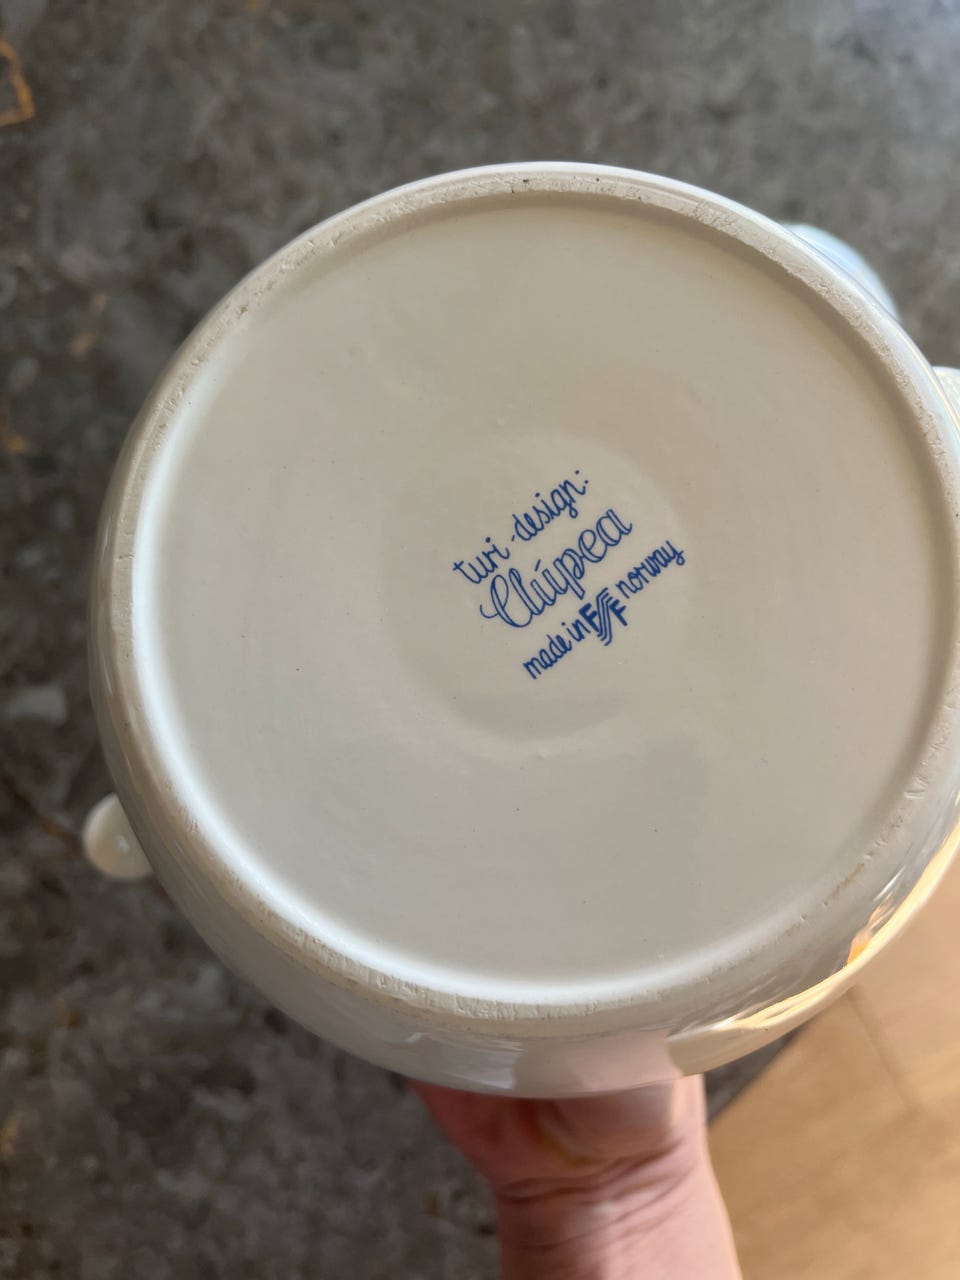 turi-design:
Clúpea
made in FF norway